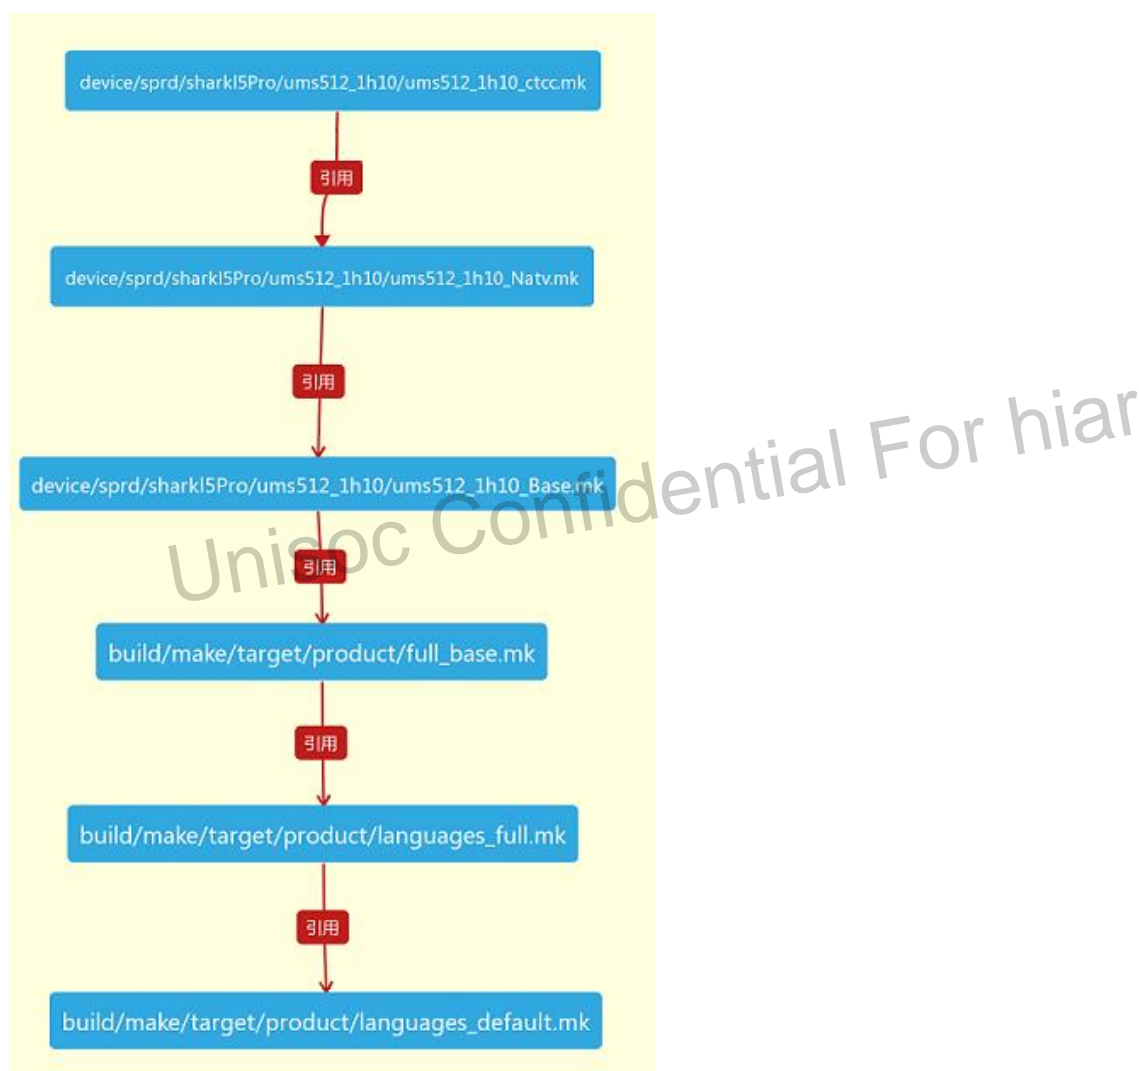 device/sprd/sharkl5Pro/ums512_1h10/ums512_1h10_ctcc.mk
引用
device/sprd/sharkl5Pro/ums512_1h10/ums512_1h10_Natv.mk
引用
device/sprd/sharkl5Pro/ums512_1h10/ums512_1h10_Base.mk
Unisoc Confidential For hiar
引用
build/make/target/product/full_base.mk
引用
build/make/target/product/languages_full.mk
引用
build/make/target/product/languages_default.mk